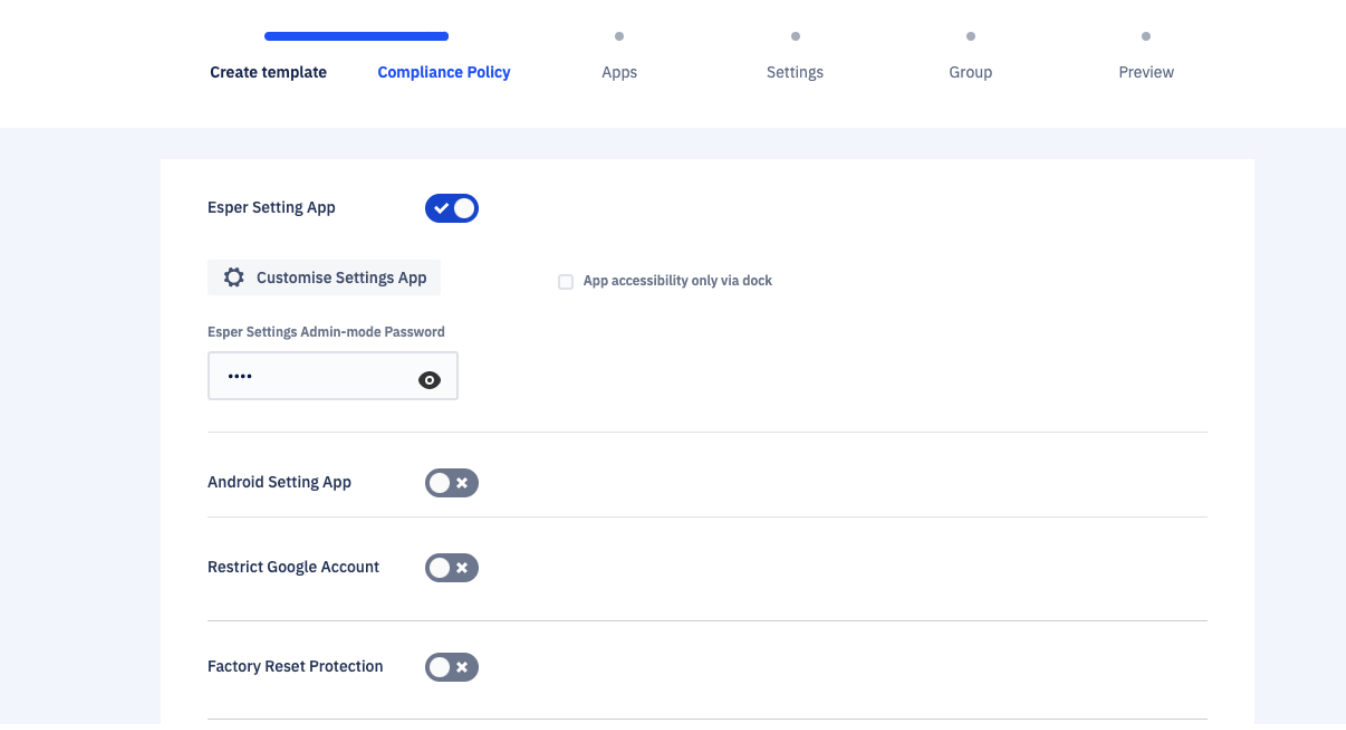 Create template
Compliance Policy
Apps
Settings
Group
Preview
Esper Setting App
Customise Settings App
App accessibility only via dock
Esper Settings Admin-mode Password
••••
Android Setting App
Restrict Google Account
Factory Reset Protection